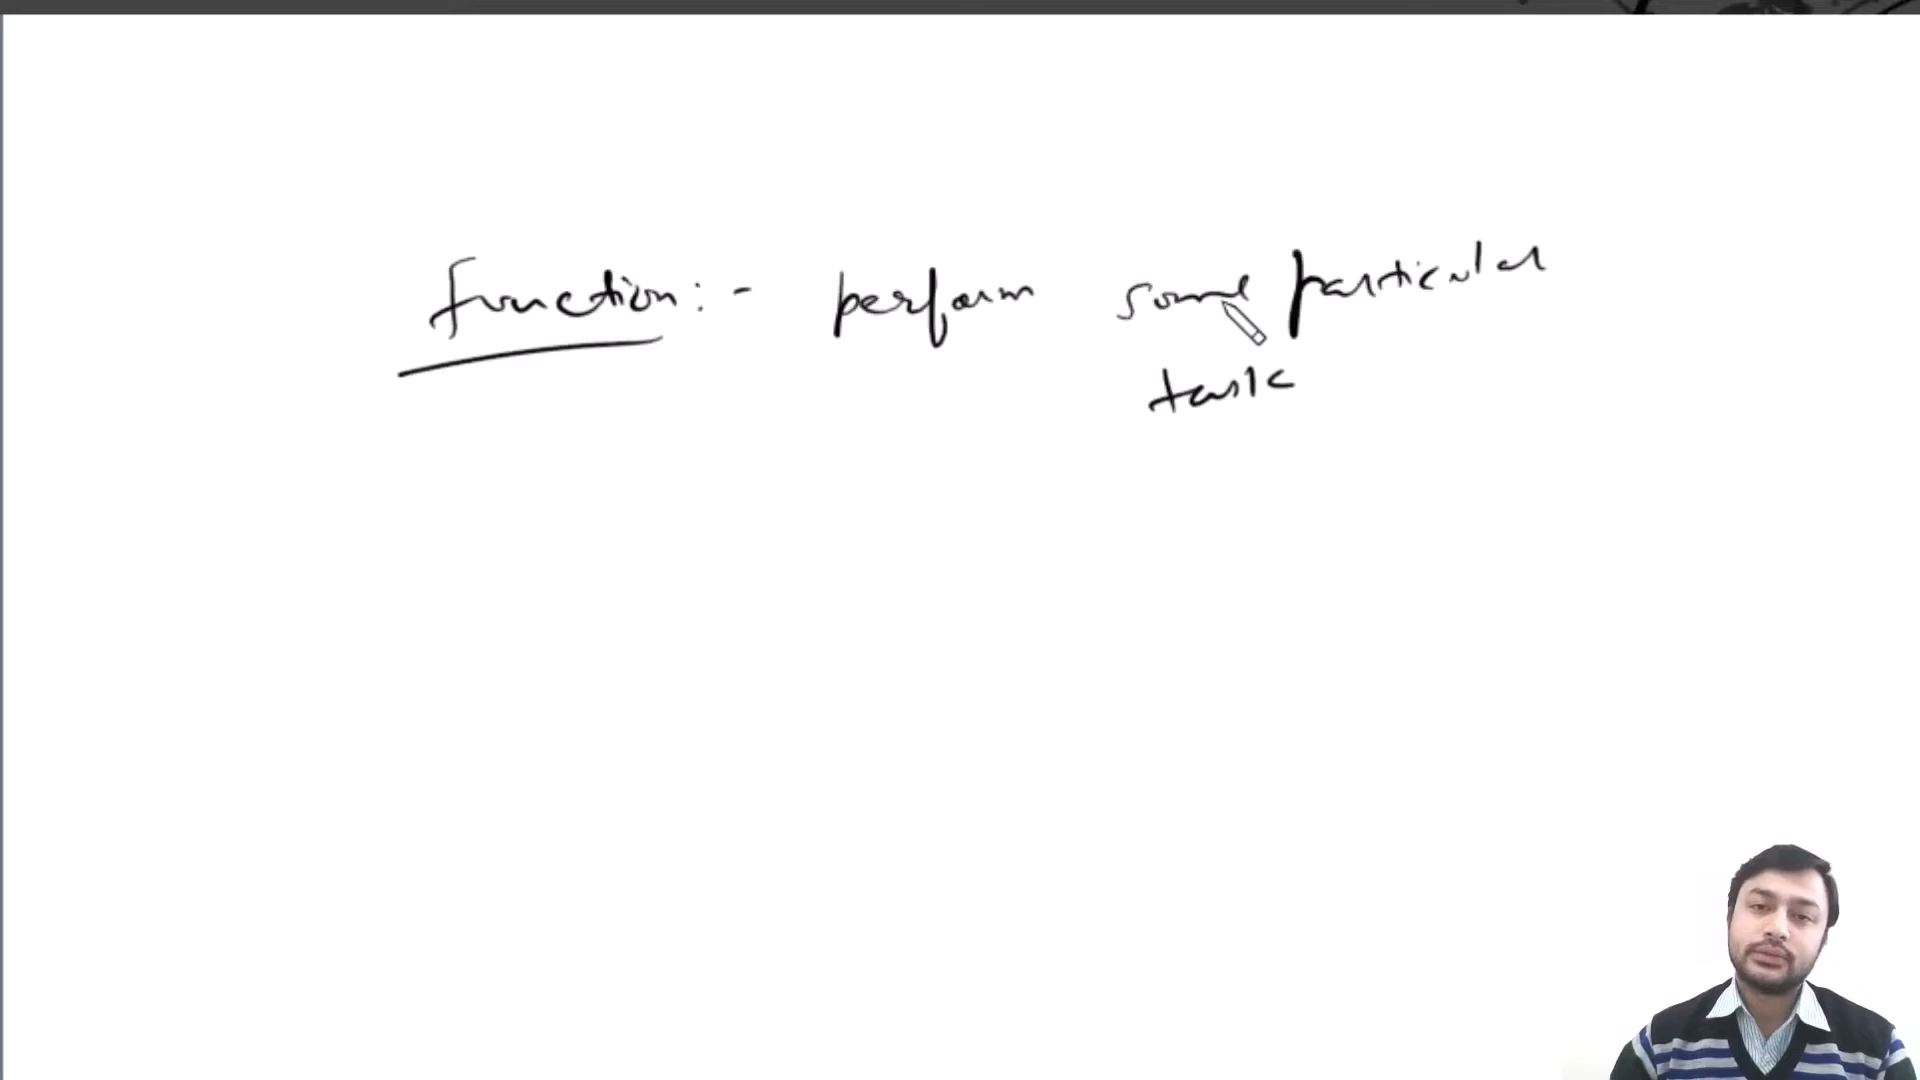 function :- perform some particular
task